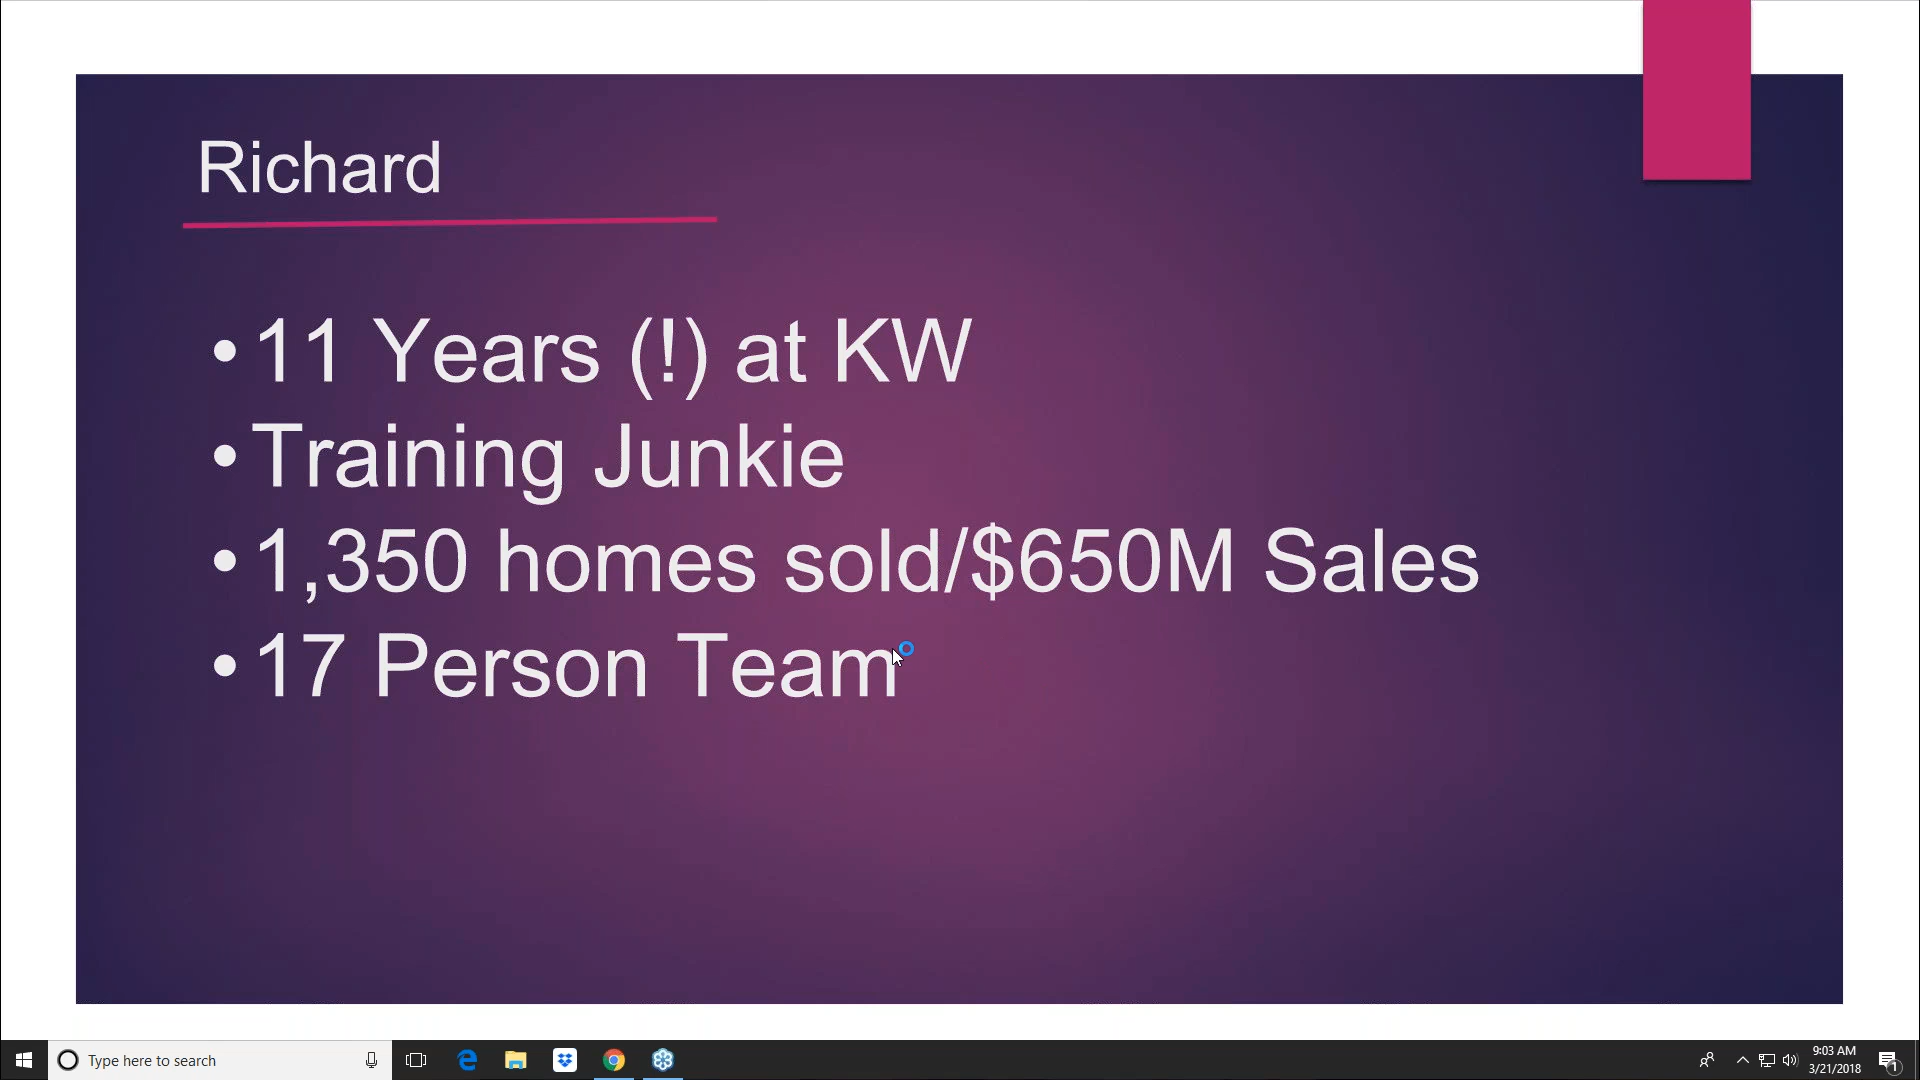 Richard
• 11 Years (!) at KW
• Training Junkie
• 1,350 homes sold/$650M Sales
• 17 Person Team
Type here to search
9:03 AM
3/21/2018
1